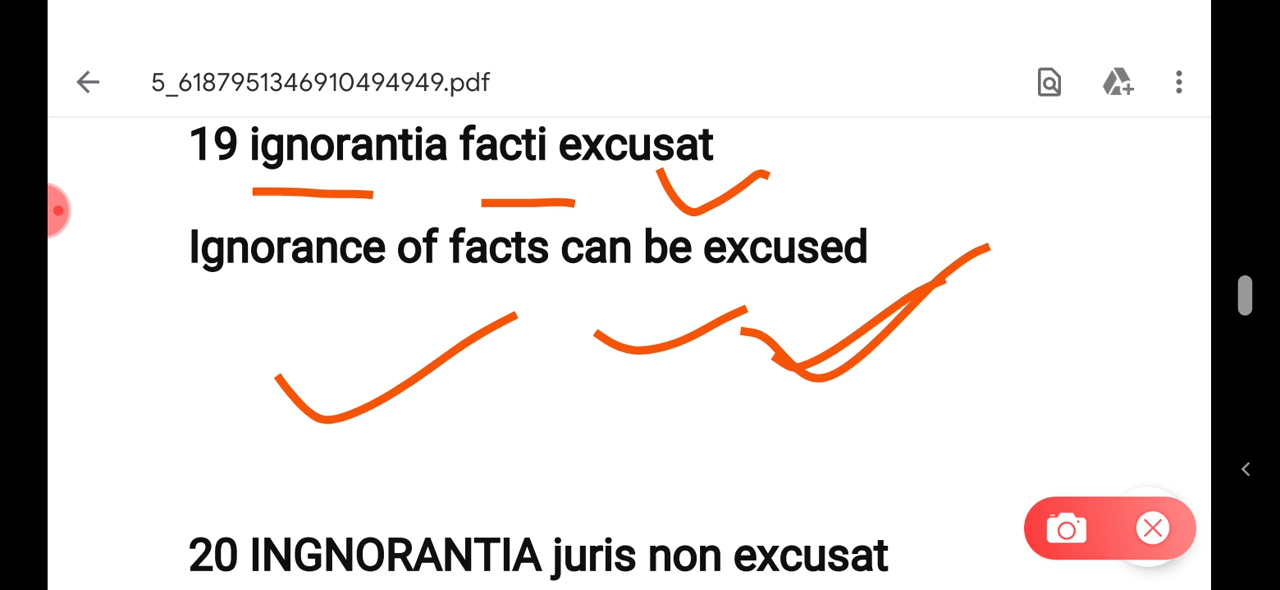 5_6187951346910494949.pdf
19 ignorantia facti excusat
Ignorance of facts can be excused
20 INGNORANTIA juris non excusat